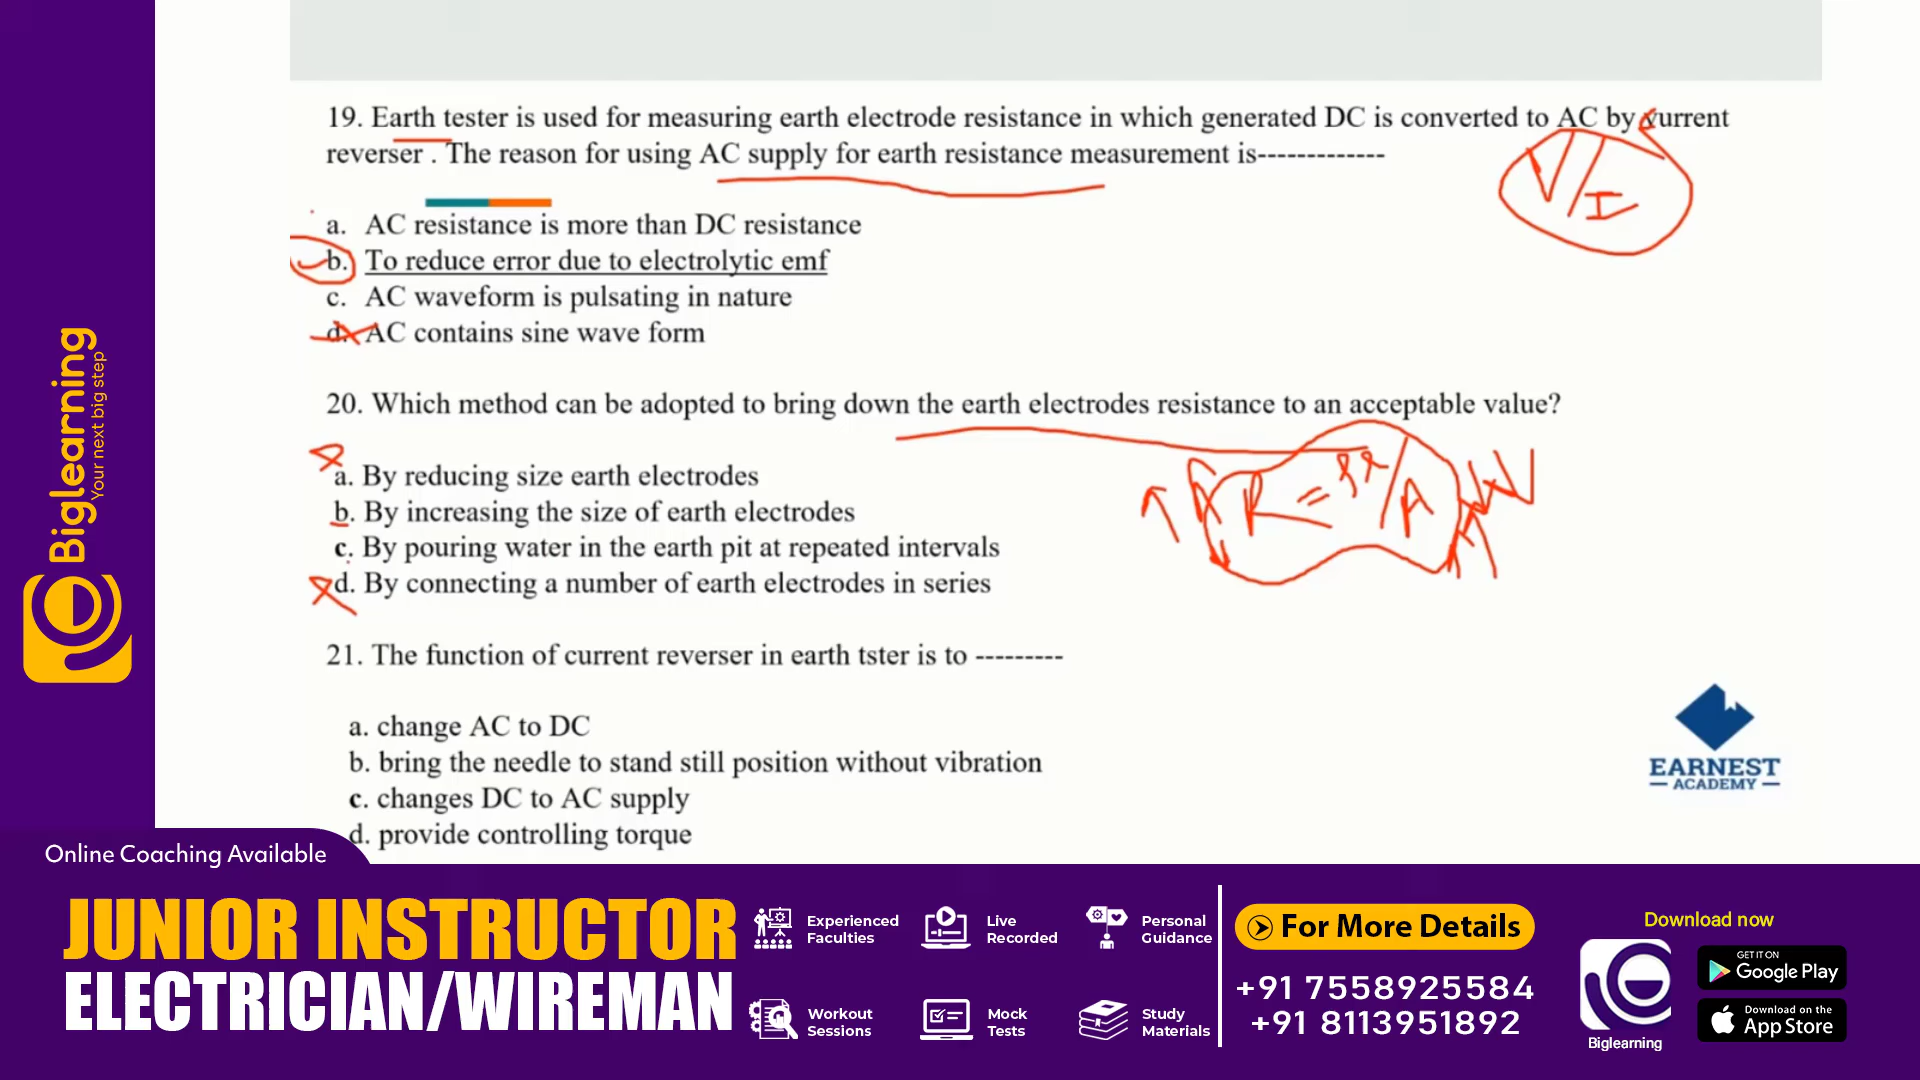 19. Earth tester is used for measuring earth electrode resistance in which generated DC is converted to AC by current
reverser . The reason for using AC supply for earth resistance measurement is-------------
V/I
a. AC resistance is more than DC resistance
b. To reduce error due to electrolytic emf
c. AC waveform is pulsating in nature
d. AC contains sine wave form
20. Which method can be adopted to bring down the earth electrodes resistance to an acceptable value?
a. By reducing size earth electrodes
b. By increasing the size of earth electrodes
c. By pouring water in the earth pit at repeated intervals
d. By connecting a number of earth electrodes in series
21. The function of current reverser in earth tster is to ---------
a. change AC to DC
b. bring the needle to stand still position without vibration
c. changes DC to AC supply
d. provide controlling torque
EARNEST
ACADEMY
Biglearning
Your next big step
Online Coaching Available
JUNIOR INSTRUCTOR
ELECTRICIAN/WIREMAN
Experienced
Faculties
Live
Recorded
Personal
Guidance
Workout
Sessions
Mock
Tests
Study
Materials
For More Details
+91 7558925584
+91 8113951892
Download now
Biglearning
GET IT ON
Google Play
Download on the
App Store